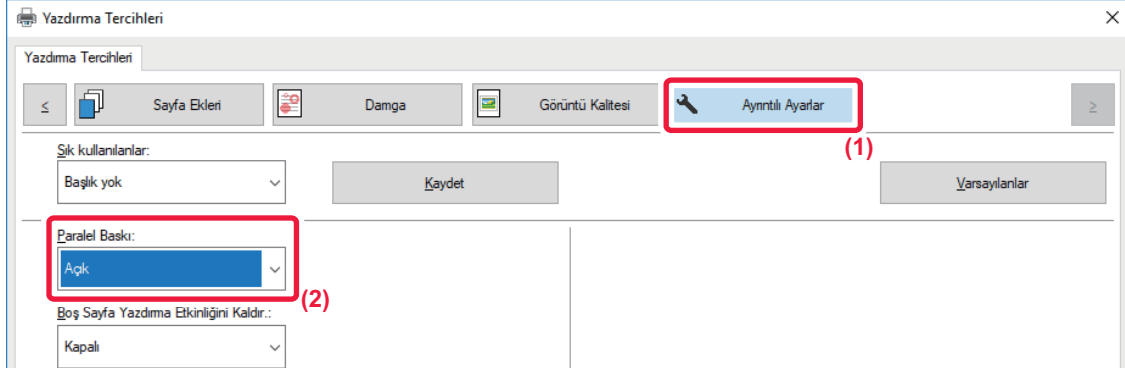 Yazdırma Tercihleri
Yazdırma Tercihleri
< Sayfa Ekleri Damga Görüntü Kalitesi Ayrıntılı Ayarlar >
(1)
Sık kullanılanlar:
Başlık yok Kaydet Varsayılanlar
Paralel Baskı:
Açık
(2)
Boş Sayfa Yazdırma Etkinliğini Kaldır.:
Kapalı